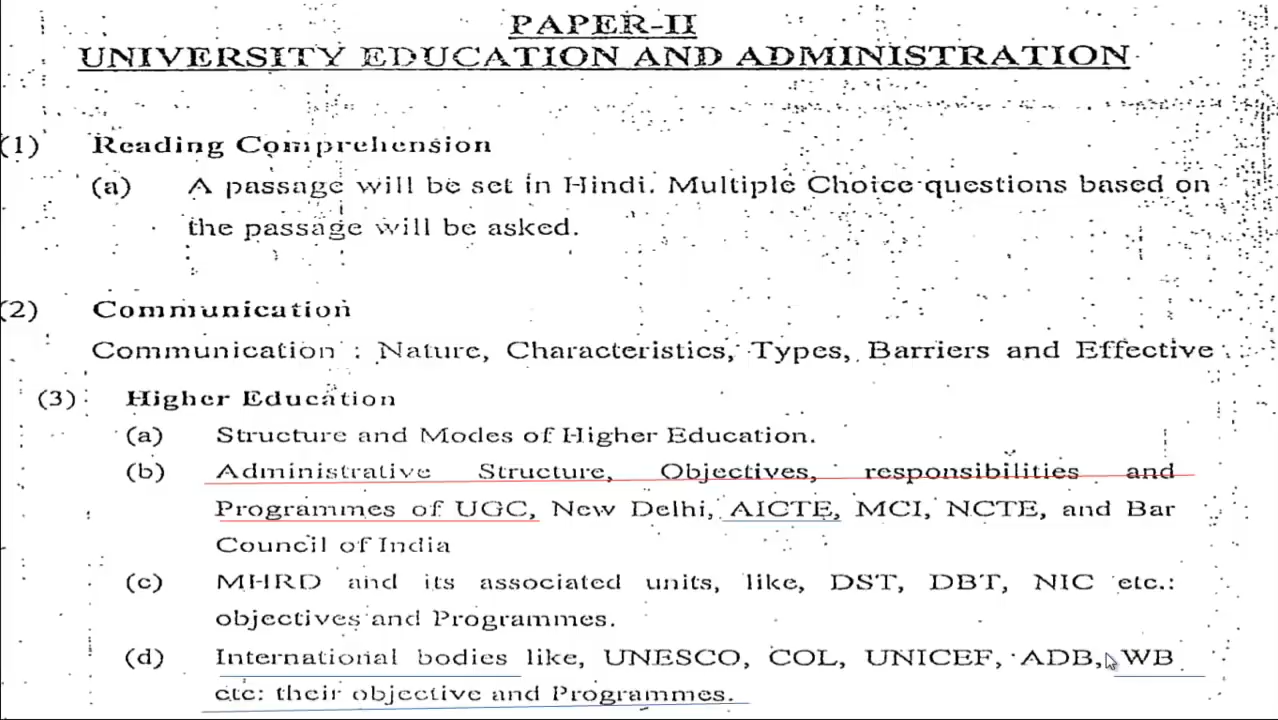 PAPER-II
UNIVERSITY EDUCATION AND ADMINISTRATION
(1) Reading Comprehension
(a) A passage will be set in Hindi. Multiple Choice questions based on
the passage will be asked.
(2) Communication
Communication : Nature, Characteristics, Types, Barriers and Effective
(3) Higher Education
(a) Structure and Modes of Higher Education.
(b) Administrative Structure, Objectives, responsibilities and
Programmes of UGC, New Delhi, AICTE, MCI, NCTE, and Bar
Council of India
(c) MHRD and its associated units, like, DST, DBT, NIC etc.:
objectives and Programmes.
(d) International bodies like, UNESCO, COL, UNICEF, ADB, WB
etc: their objective and Programmes.